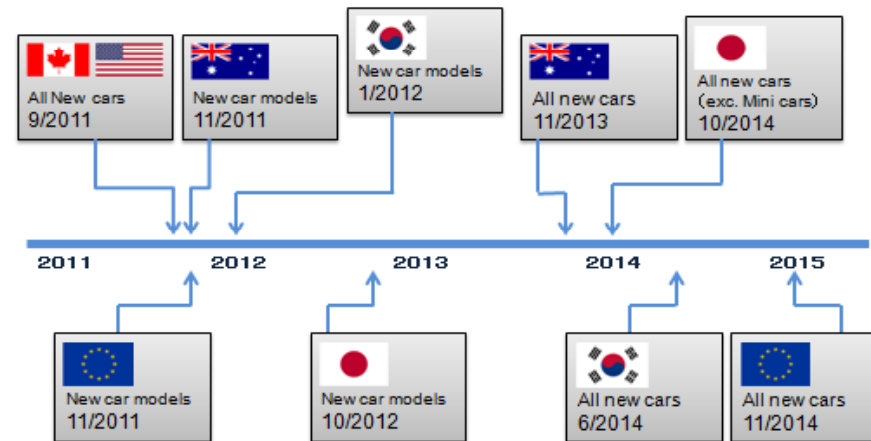 All New cars
9/2011
New car models
11/2011
New car models
1/2012
All new cars
11/2013
All new cars
(exc. Mini cars)
10/2014
2011
2012
2013
2014
2015
New car models
11/2011
New car models
10/2012
All new cars
6/2014
All new cars
11/2014